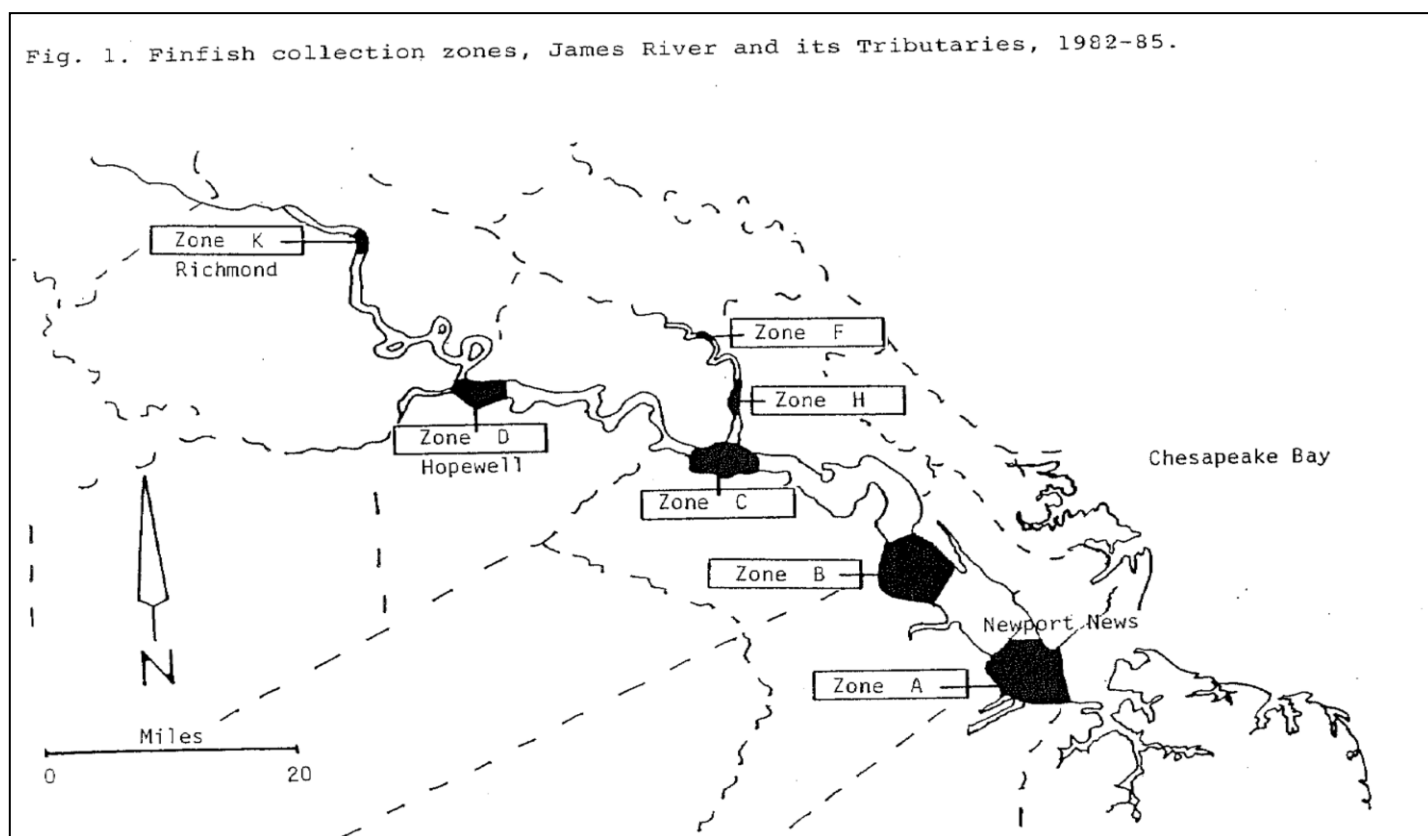 Fig. 1. Finfish collection zones, James River and its Tributaries, 1982-85.
Zone K
Richmond
Zone F
Zone H
Zone D
Hopewell
Chesapeake Bay
Zone C
Zone B
Newport News
Zone A
N
Miles
0 20